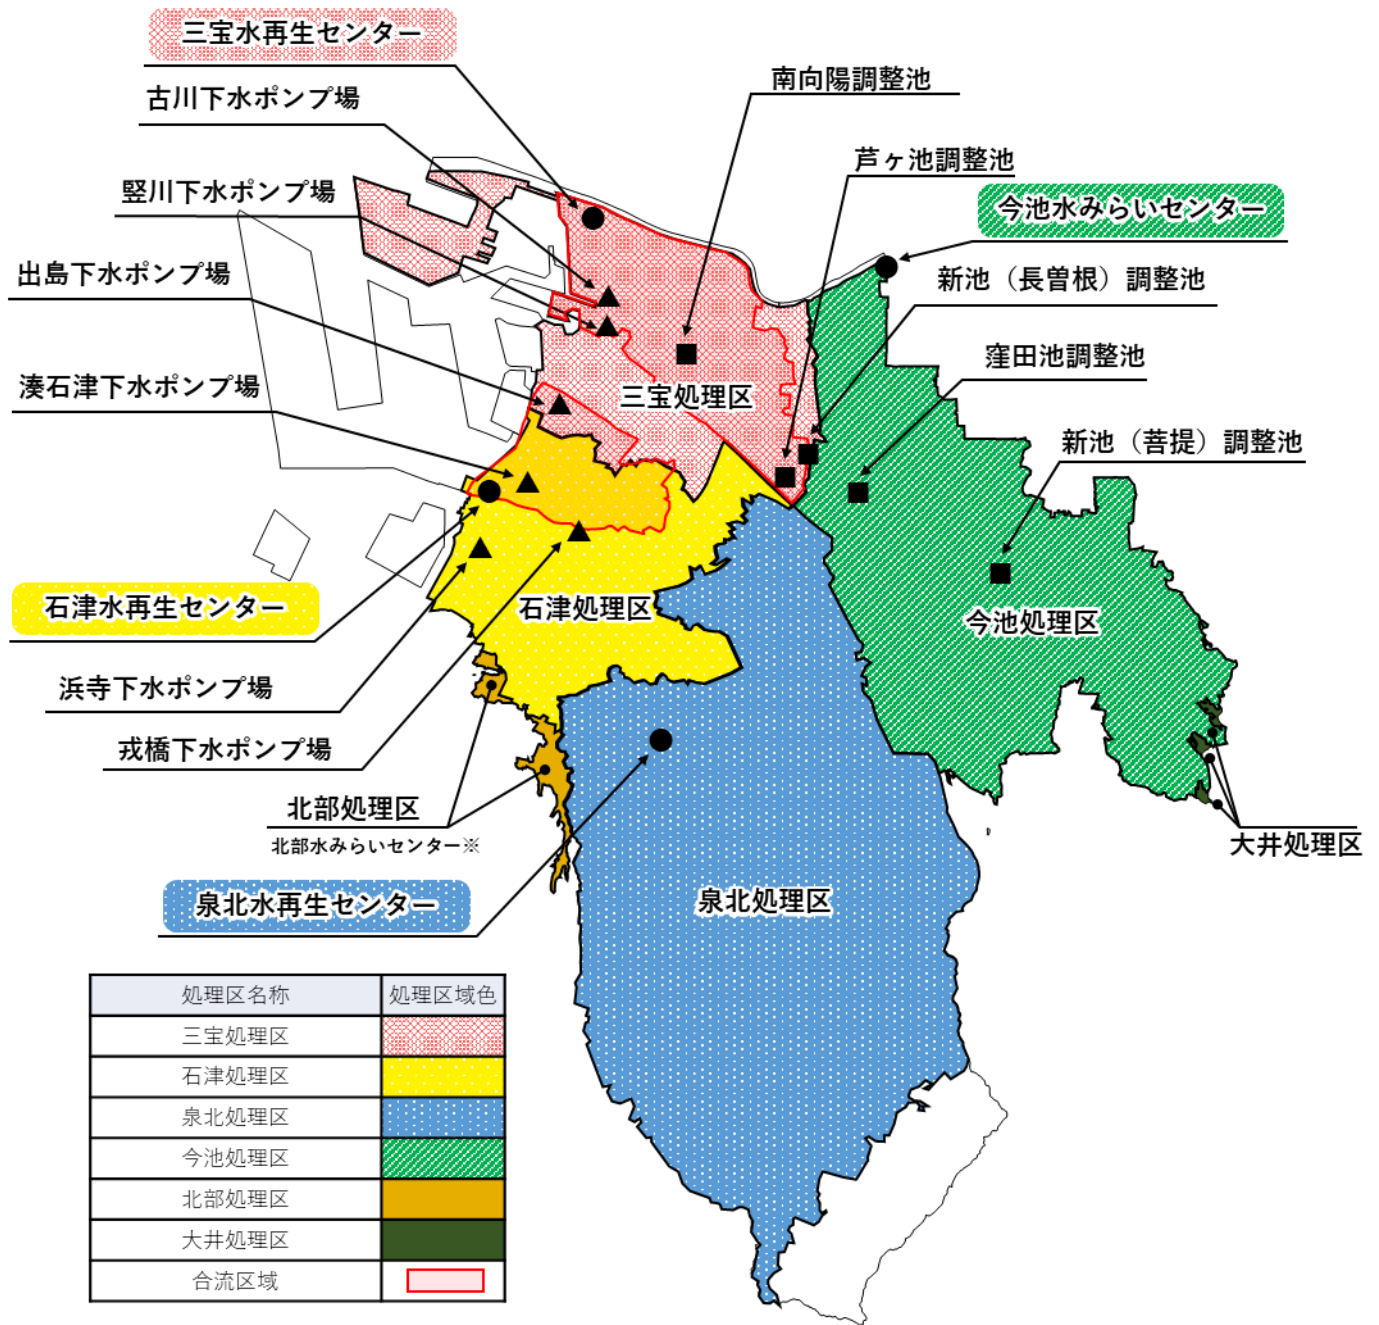 三宝水再生センター
古川下水ポンプ場
南向陽調整池
芦ヶ池調整池
竪川下水ポンプ場
今池水みらいセンター
出島下水ポンプ場
新池（長曽根）調整池
窪田池調整池
湊石津下水ポンプ場
三宝処理区
新池（菩提）調整池
石津水再生センター
石津処理区
今池処理区
浜寺下水ポンプ場
戎橋下水ポンプ場
北部処理区
北部水みらいセンター※
大井処理区
泉北水再生センター
泉北処理区
処理区名称 処理区域色
三宝処理区
石津処理区
泉北処理区
今池処理区
北部処理区
大井処理区
合流区域